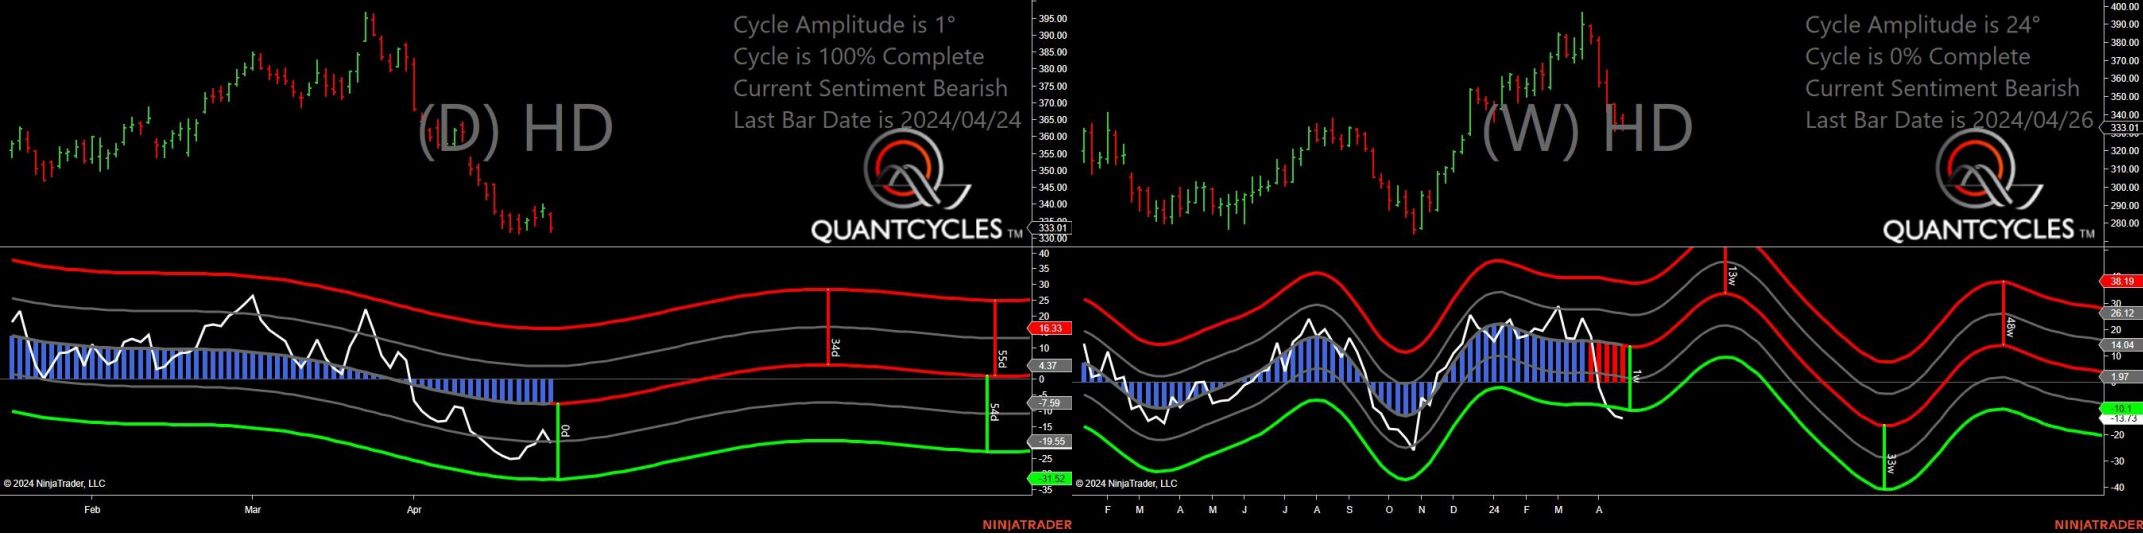 Cycle Amplitude is 1°
Cycle is 100% Complete
Current Sentiment Bearish
Last Bar Date is 2024/04/24
(D) HD
QUANTCYCLES TM
395.00
390.00
385.00
380.00
375.00
370.00
365.00
360.00
355.00
350.00
345.00
340.00
333.01
330.00
40
35
30
25
20
16.33
10
5
4.37
0
-5
-7.59
-10
-15
-19.55
-25
-31.52
-35
0d
34d
55d
54d
© 2024 NinjaTrader, LLC
Feb
Mar
Apr
NINJATRADER
Cycle Amplitude is 24°
Cycle is 0% Complete
Current Sentiment Bearish
Last Bar Date is 2024/04/26
(W) HD
QUANTCYCLES TM
400.00
390.00
380.00
370.00
360.00
350.00
340.00
333.01
320.00
310.00
300.00
290.00
280.00
38.19
30
26.12
20
14.04
10
1.97
-10.1
-13.73
-20
-30
-40
1w
13w
33w
48w
© 2024 NinjaTrader, LLC
F
M
A
M
J
J
A
S
O
N
D
24
F
M
A
NINJATRADER